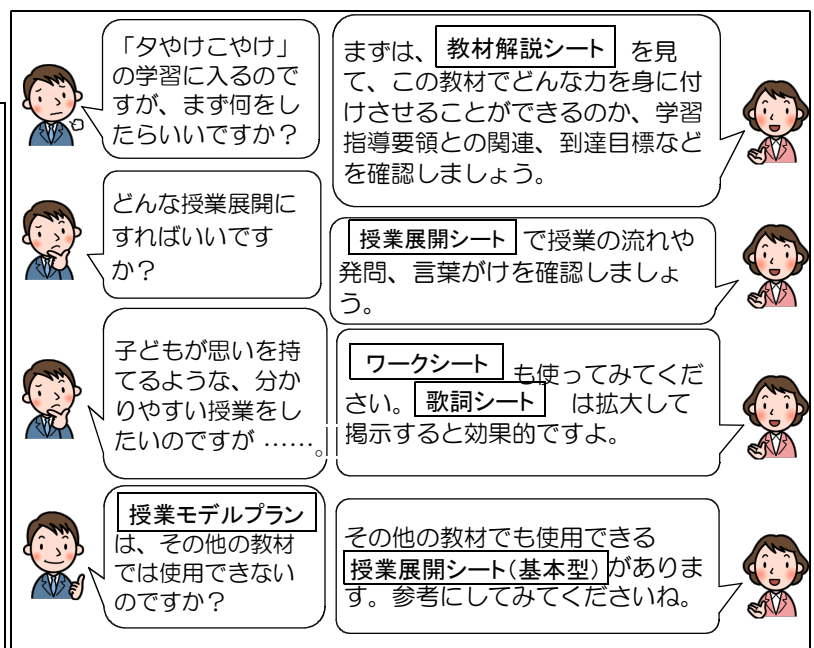 「夕やけこやけ」
の学習に入るので
すが、まず何をし
たらいいですか？
まずは、 教材解説シート を見
て、この教材でどんな力を身に付
けさせることができるのか、学習
指導要領との関連、到達目標など
を確認しましょう。
どんな授業展開に
すればいいです
か？
授業展開シート で授業の流れや
発問、言葉がけを確認しましょ
う。
子どもが思いを持
てるような、分か
りやすい授業をし
たいのですが ……。
ワークシート も使ってみてくだ
さい。 歌詞シート は拡大して
掲示すると効果的ですよ。
授業モデルプラン
は、その他の教材
では使用できない
のですか？
その他の教材でも使用できる
授業展開シート（基本型） がありま
す。参考にしてみてくださいね。